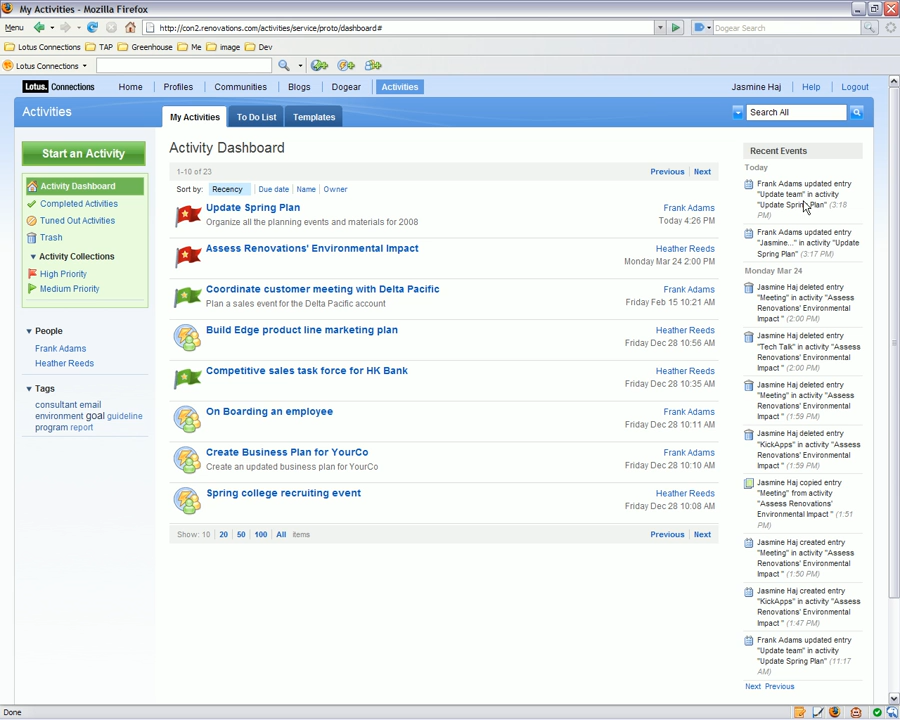 My Activities - Mozilla Firefox
Menu http://con2.renovations.com/activities/service/proto/dashboard# Dogear Search
Lotus Connections TAP Greenhouse Me image Dev
Lotus Connections
Lotus. Connections Home Profiles Communities Blogs Dogear Activities Jasmine Haj Help Logout
Activities My Activities To Do List Templates Search All
Start an Activity
Activity Dashboard
Completed Activities
Tuned Out Activities
Trash
Activity Collections
High Priority
Medium Priority
People
Frank Adams
Heather Reeds
Tags
consultant email
environment goal guideline
program report
Activity Dashboard
1-10 of 23 Previous Next
Sort by: Recency Due date Name Owner
Update Spring Plan Frank Adams
Organize all the planning events and materials for 2008 Today 4:26 PM
Assess Renovations' Environmental Impact Heather Reeds
Monday Mar 24 2:00 PM
Coordinate customer meeting with Delta Pacific Frank Adams
Plan a sales event for the Delta Pacific account Friday Feb 15 10:21 AM
Build Edge product line marketing plan Heather Reeds
Friday Dec 28 10:56 AM
Competitive sales task force for HK Bank Heather Reeds
Friday Dec 28 10:35 AM
On Boarding an employee Frank Adams
Friday Dec 28 10:11 AM
Create Business Plan for YourCo Frank Adams
Create an updated business plan for YourCo Friday Dec 28 10:10 AM
Spring college recruiting event Heather Reeds
Friday Dec 28 10:08 AM
Show: 10 20 50 100 All items Previous Next
Recent Events
Today
Frank Adams updated entry
"Update team" in activity
"Update Spring Plan" (3:18
PM)
Frank Adams updated entry
"Jasmine..." in activity "Update
Spring Plan" (3:17 PM)
Monday Mar 24
Jasmine Haj deleted entry
"Meeting" in activity "Assess
Renovations' Environmental
Impact " (2:00 PM)
Jasmine Haj deleted entry
"Tech Talk" in activity "Assess
Renovations' Environmental
Impact " (2:00 PM)
Jasmine Haj deleted entry
"Meeting" in activity "Assess
Renovations' Environmental
Impact " (1:59 PM)
Jasmine Haj deleted entry
"KickApps" in activity "Assess
Renovations' Environmental
Impact " (1:59 PM)
Jasmine Haj copied entry
"Meeting" from activity
"Assess Renovations'
Environmental Impact " (1:51
PM)
Jasmine Haj created entry
"Meeting" in activity "Assess
Renovations' Environmental
Impact " (1:50 PM)
Jasmine Haj created entry
"KickApps" in activity "Assess
Renovations' Environmental
Impact " (1:47 PM)
Frank Adams updated entry
"Update team" in activity
"Update Spring Plan" (11:17
AM)
Next Previous
Done